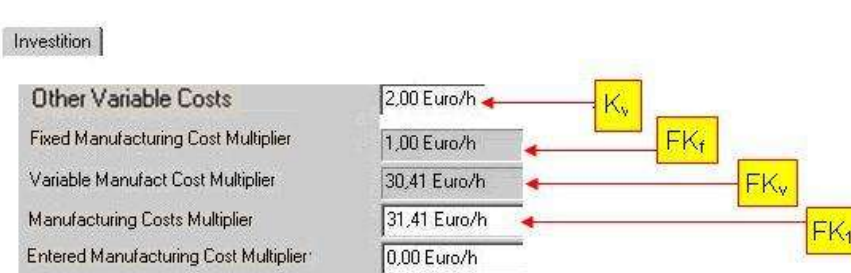 Investition
Other Variable Costs 2,00 Euro/h Kv
Fixed Manufacturing Cost Multiplier 1,00 Euro/h FKf
Variable Manufact Cost Multiplier 30,41 Euro/h FKv
Manufacturing Costs Multiplier 31,41 Euro/h FK1
Entered Manufacturing Cost Multiplier 0,00 Euro/h